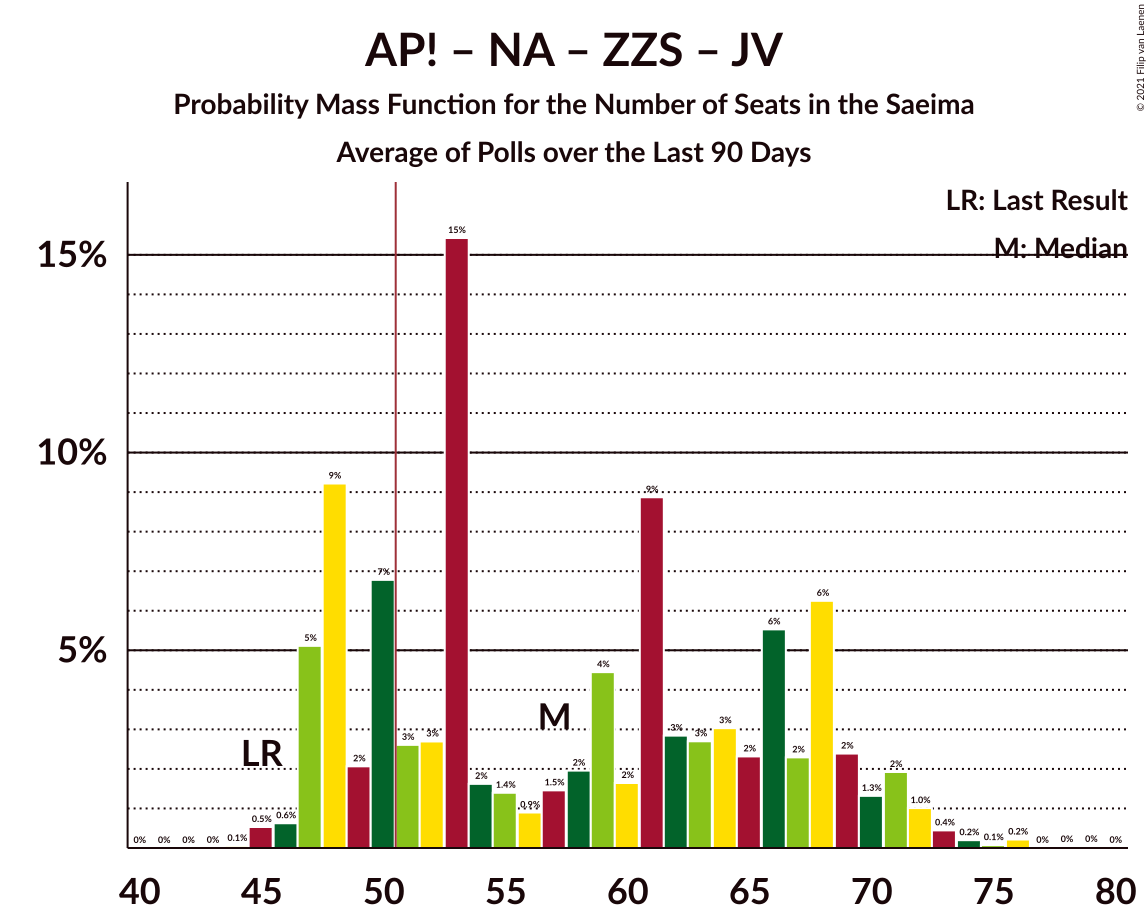 AP! – NA – ZZS – JV
Probability Mass Function for the Number of Seats in the Saeima
Average of Polls over the Last 90 Days
© 2021 Filip van Laenen
LR: Last Result
M: Median
15%
10%
5%
LR
M
0% 0% 0% 0% 0.1% 0.5% 0.6% 5% 9% 2% 7% 3% 3% 15% 2% 1.4% 0.9% 1.5% 2% 4% 2% 9% 3% 3% 3% 2% 6% 2% 6% 2% 1.3% 2% 1.0% 0.4% 0.2% 0.1% 0.2% 0% 0% 0% 0%
40 45 50 55 60 65 70 75 80